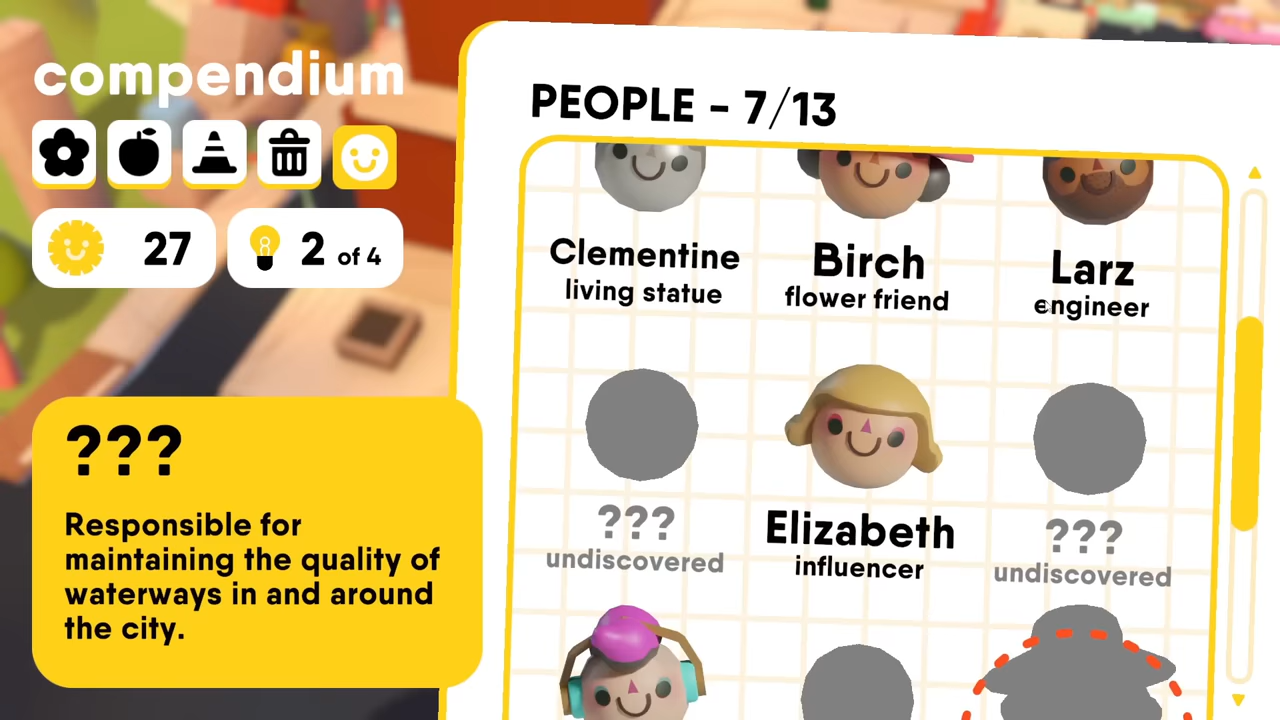 compendium
27
2 of 4
???
Responsible for
maintaining the quality of
waterways in and around
the city.
PEOPLE - 7/13
Clementine
living statue
Birch
flower friend
Larz
engineer
???
undiscovered
Elizabeth
influencer
???
undiscovered